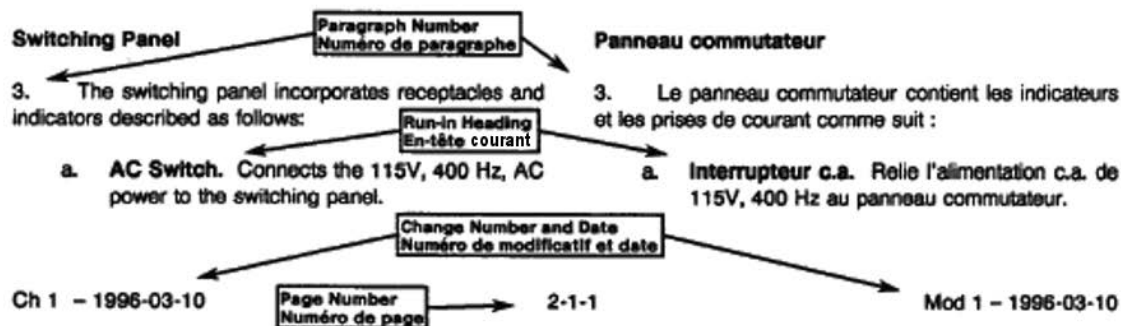 Switching Panel
Paragraph Number
Numéro de paragraphe
Panneau commutateur
3. The switching panel incorporates receptacles and
indicators described as follows:
3. Le panneau commutateur contient les indicateurs
et les prises de courant comme suit :
Run-in Heading
En-tête courant
a. AC Switch. Connects the 115V, 400 Hz, AC
power to the switching panel.
a. Interrupteur c.a. Relie l'alimentation c.a. de
115V, 400 Hz au panneau commutateur.
Change Number and Date
Numéro de modificatif et date
Ch 1 – 1996-03-10
Page Number
Numéro de page
2-1-1
Mod 1 – 1996-03-10